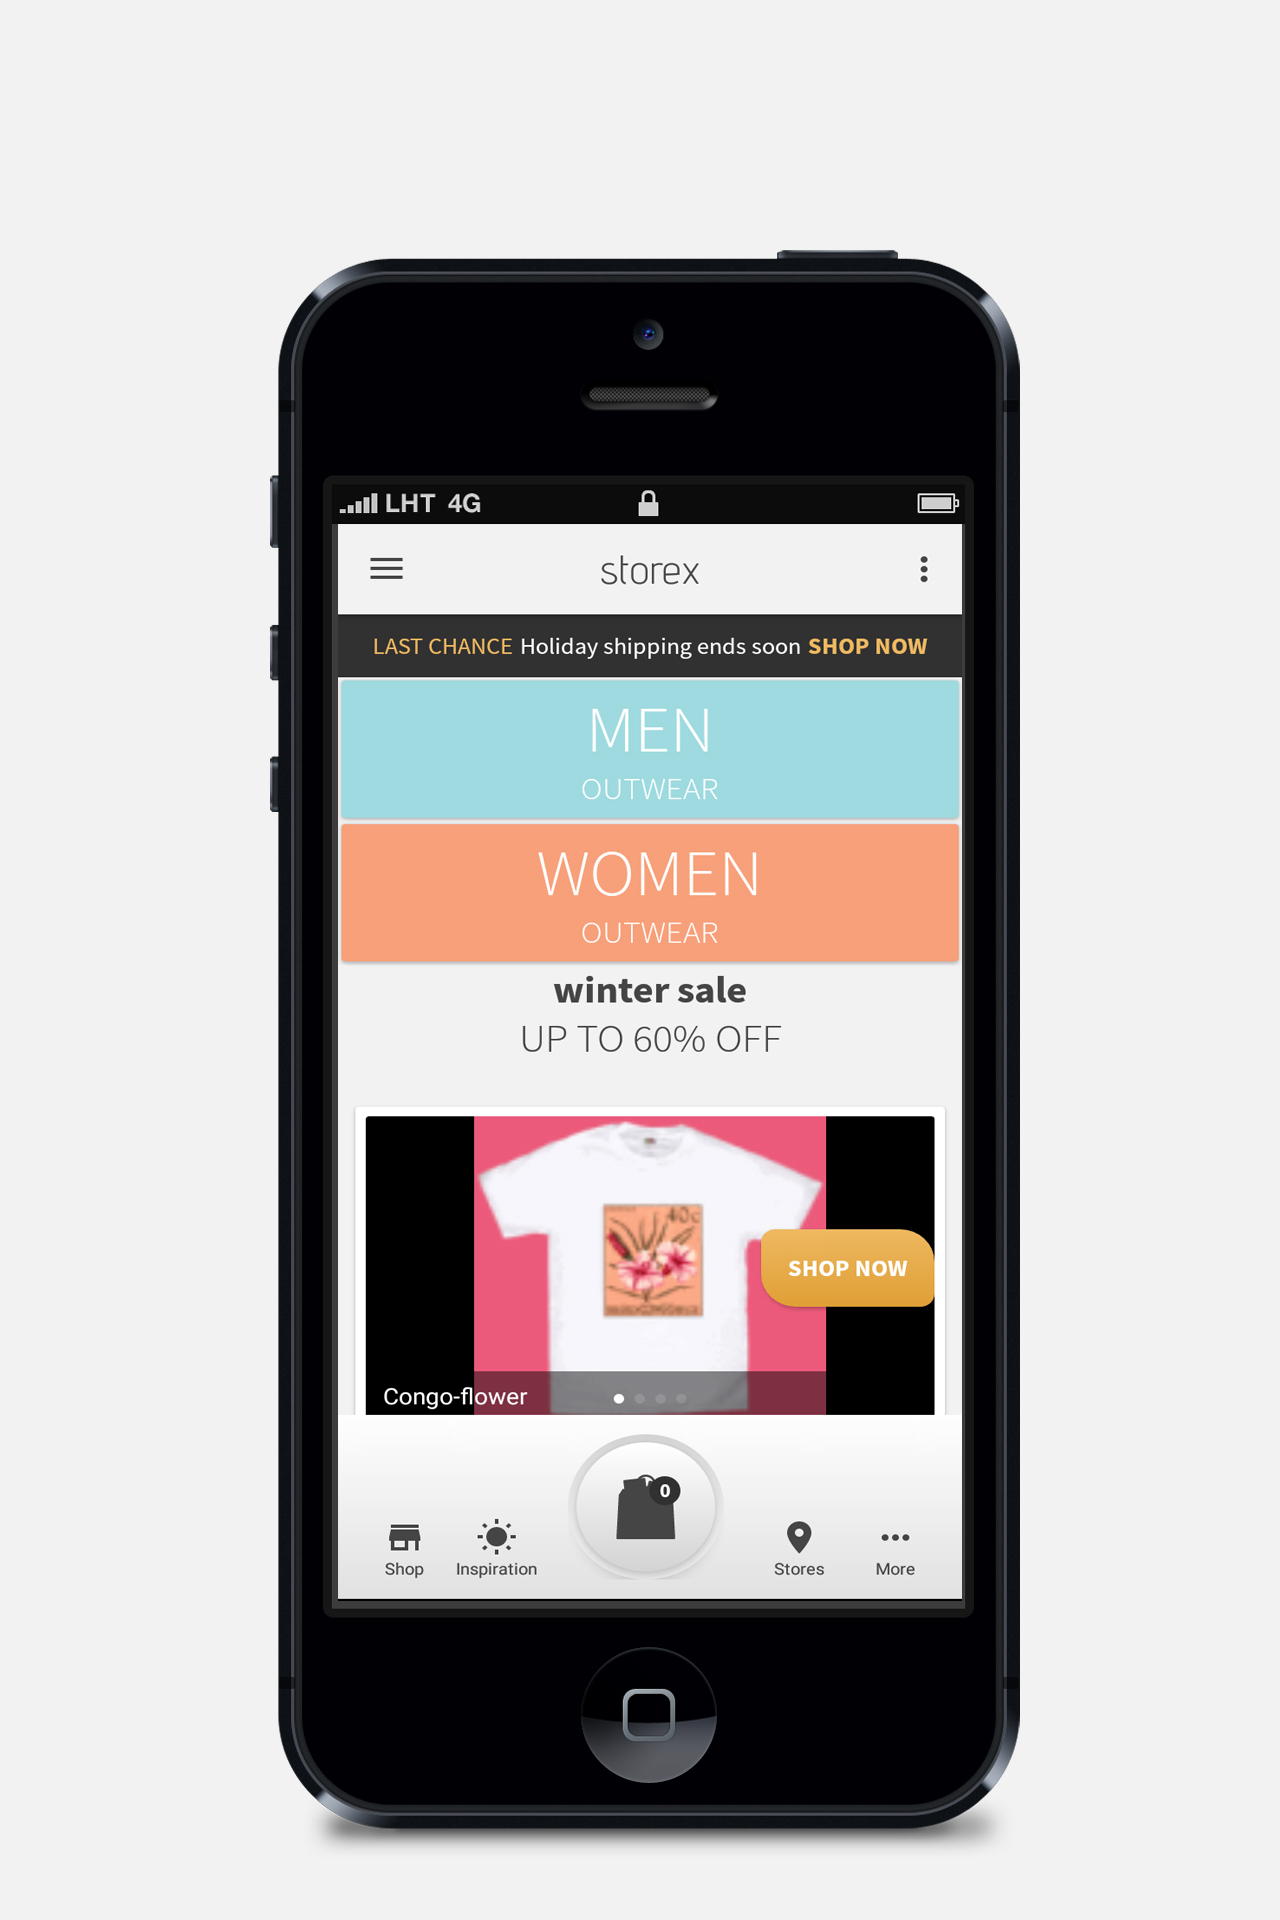 LHT 4G
storex
LAST CHANCE Holiday shipping ends soon SHOP NOW
MEN
OUTWEAR
WOMEN
OUTWEAR
winter sale
UP TO 60% OFF
40c
SHOP NOW
Congo-flower
0
Shop Inspiration Stores More